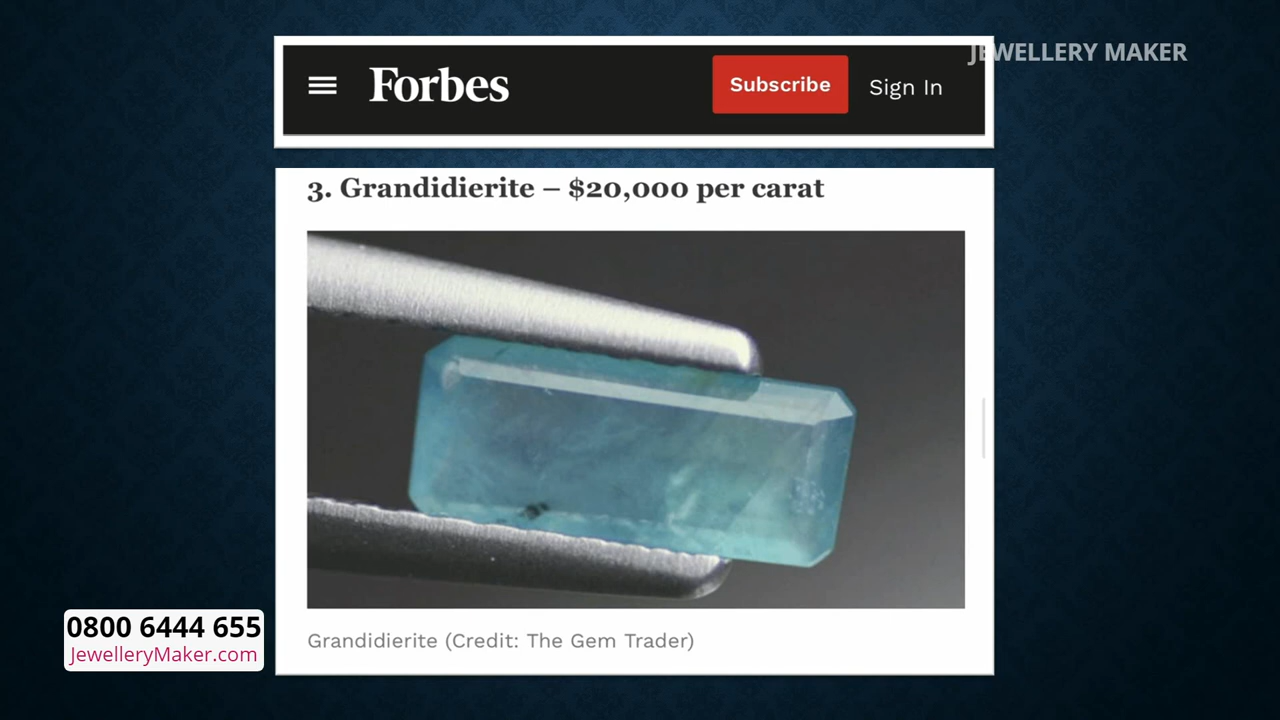 JEWELLERY MAKER
Forbes
Subscribe
Sign In
3. Grandidierite – $20,000 per carat
Grandidierite (Credit: The Gem Trader)
0800 6444 655
JewelleryMaker.com